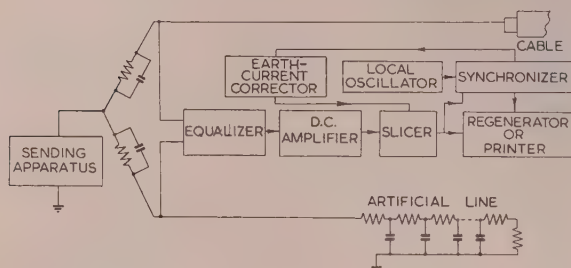 CABLE
EARTH-
CURRENT
CORRECTOR
LOCAL
OSCILLATOR
SYNCHRONIZER
EQUALIZER
D.C.
AMPLIFIER
SLICER
REGENERATOR
OR
PRINTER
SENDING
APPARATUS
ARTIFICIAL LINE